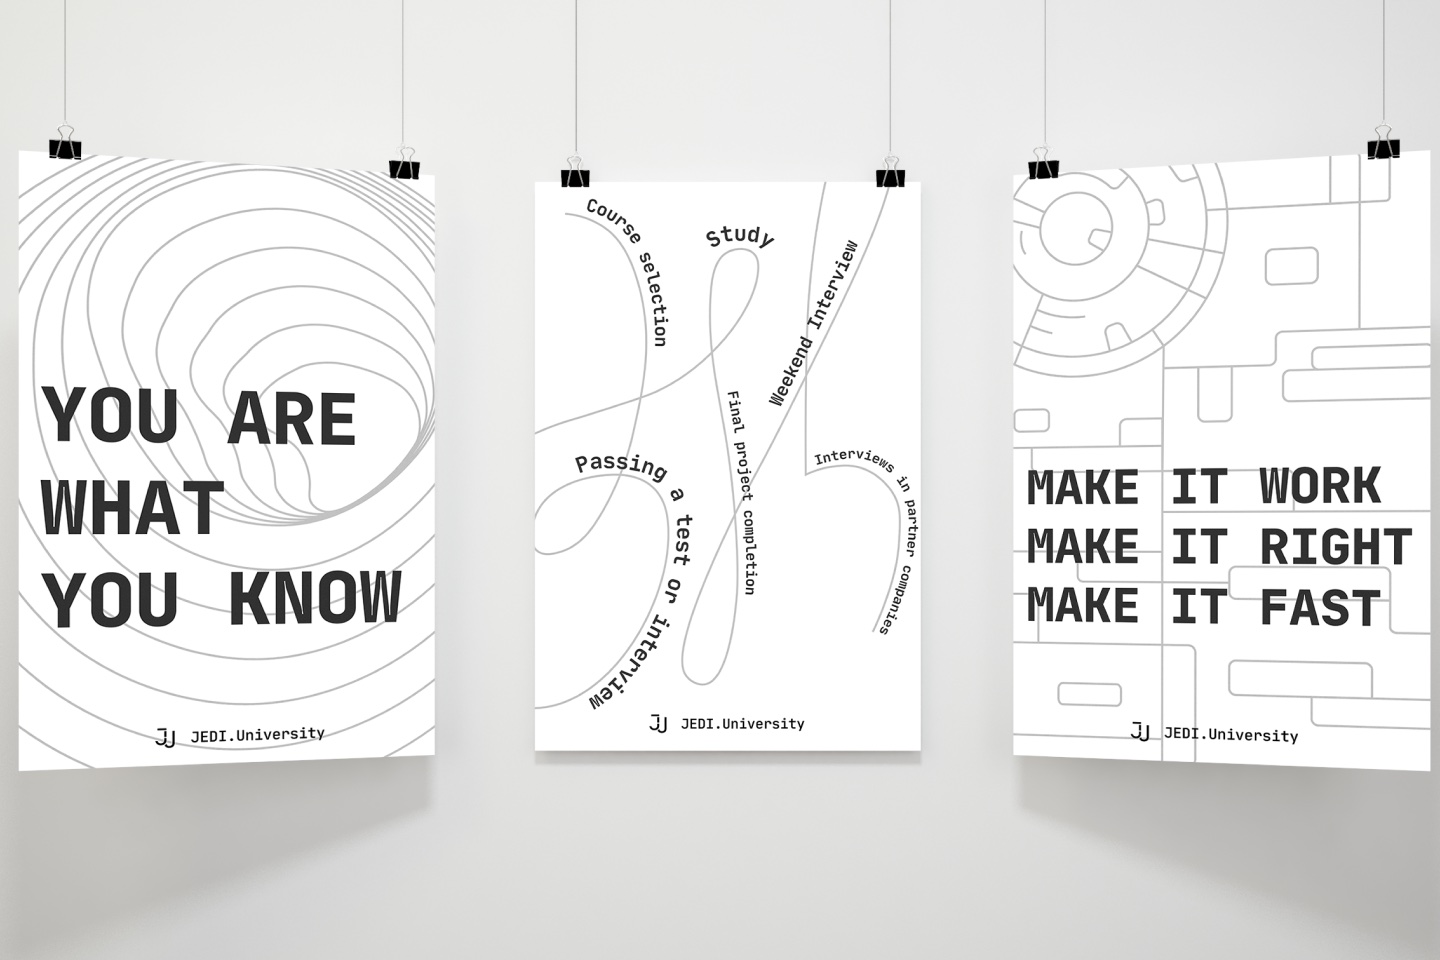 YOU ARE
WHAT
YOU KNOW
JEDI.University
Course selection
Study
Weekend Interview
Final project completion
Passing a test or interview
Interviews in partner companies
JEDI.University
MAKE IT WORK
MAKE IT RIGHT
MAKE IT FAST
JEDI.University